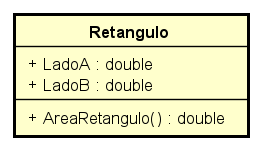 Retangulo
+ LadoA : double
+ LadoB : double
+ AreaRetangulo() : double